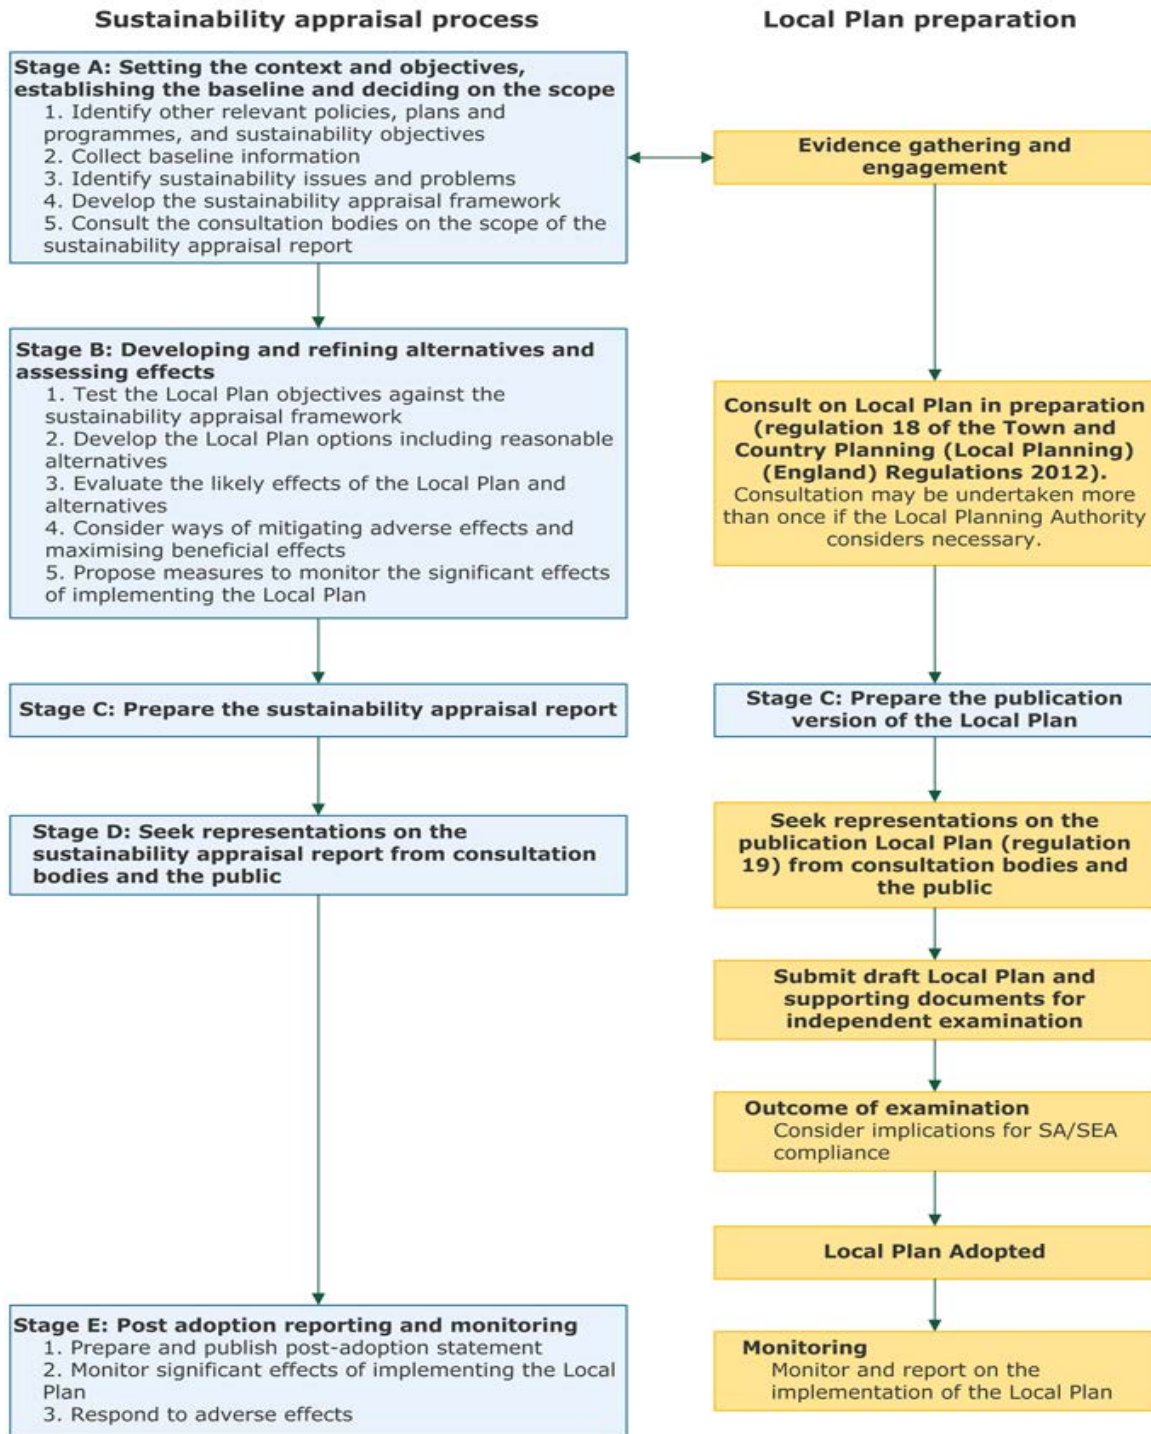 Sustainability appraisal process
Local Plan preparation
Stage A: Setting the context and objectives,
establishing the baseline and deciding on the scope
1. Identify other relevant policies, plans and
programmes, and sustainability objectives
2. Collect baseline information
3. Identify sustainability issues and problems
4. Develop the sustainability appraisal framework
5. Consult the consultation bodies on the scope of the
sustainability appraisal report
Evidence gathering and
engagement
Stage B: Developing and refining alternatives and
assessing effects
1. Test the Local Plan objectives against the
sustainability appraisal framework
2. Develop the Local Plan options including reasonable
alternatives
3. Evaluate the likely effects of the Local Plan and
alternatives
4. Consider ways of mitigating adverse effects and
maximising beneficial effects
5. Propose measures to monitor the significant effects
of implementing the Local Plan
Consult on Local Plan in preparation
(regulation 18 of the Town and
Country Planning (Local Planning)
(England) Regulations 2012).
Consultation may be undertaken more
than once if the Local Planning Authority
considers necessary.
Stage C: Prepare the sustainability appraisal report
Stage C: Prepare the publication
version of the Local Plan
Stage D: Seek representations on the
sustainability appraisal report from consultation
bodies and the public
Seek representations on the
publication Local Plan (regulation
19) from consultation bodies and
the public
Submit draft Local Plan and
supporting documents for
independent examination
Outcome of examination
Consider implications for SA/SEA
compliance
Local Plan Adopted
Stage E: Post adoption reporting and monitoring
1. Prepare and publish post-adoption statement
2. Monitor significant effects of implementing the Local
Plan
3. Respond to adverse effects
Monitoring
Monitor and report on the
implementation of the Local Plan